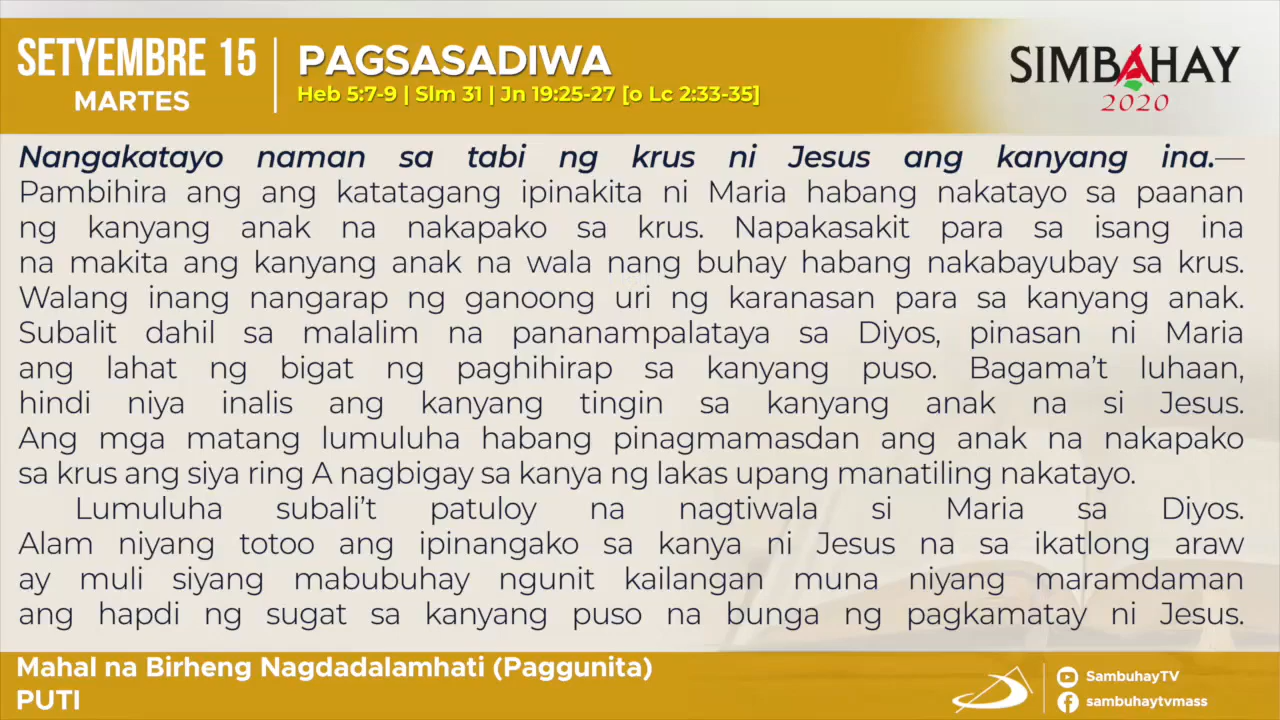 SETYEMBRE 15
MARTES
PAGSASADIWA
Heb 5:7-9 | Slm 31 | Jn 19:25-27 [o Lc 2:33-35]
SIMBAHAY
2020
Nangakatayo naman sa tabi ng krus ni Jesus ang kanyang ina.—
Pambihira ang ang katatagang ipinakita ni Maria habang nakatayo sa paanan
ng kanyang anak na nakapako sa krus. Napakasakit para sa isang ina
na makita ang kanyang anak na wala nang buhay habang nakabayubay sa krus.
Walang inang nangarap ng ganoong uri ng karanasan para sa kanyang anak.
Subalit dahil sa malalim na pananampalataya sa Diyos, pinasan ni Maria
ang lahat ng bigat ng paghihirap sa kanyang puso. Bagama’t luhaan,
hindi niya inalis ang kanyang tingin sa kanyang anak na si Jesus.
Ang mga matang lumuluha habang pinagmamasdan ang anak na nakapako
sa krus ang siya ring A nagbigay sa kanya ng lakas upang manatiling nakatayo.
Lumuluha subali’t patuloy na nagtiwala si Maria sa Diyos.
Alam niyang totoo ang ipinangako sa kanya ni Jesus na sa ikatlong araw
ay muli siyang mabubuhay ngunit kailangan muna niyang maramdaman
ang hapdi ng sugat sa kanyang puso na bunga ng pagkamatay ni Jesus.
Mahal na Birheng Nagdadalamhati (Paggunita)
PUTI
SambuhayTV
sambuhaytvmass